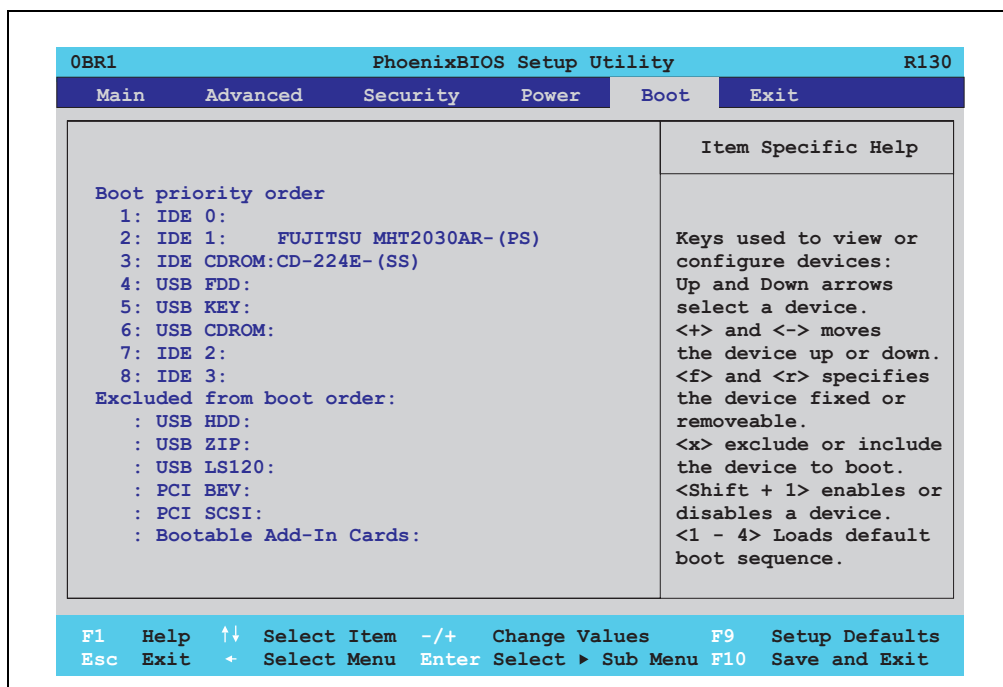 0BR1 PhoenixBIOS Setup Utility R130
Main Advanced Security Power Boot Exit
Boot priority order
1: IDE 0:
2: IDE 1: FUJITSU MHT2030AR-(PS)
3: IDE CDROM:CD-224E-(SS)
4: USB FDD:
5: USB KEY:
6: USB CDROM:
7: IDE 2:
8: IDE 3:
Excluded from boot order:
: USB HDD:
: USB ZIP:
: USB LS120:
: PCI BEV:
: PCI SCSI:
: Bootable Add-In Cards:
Item Specific Help
Keys used to view or
configure devices:
Up and Down arrows
select a device.
<+> and <-> moves
the device up or down.
<f> and <r> specifies
the device fixed or
removeable.
<x> exclude or include
the device to boot.
<Shift + 1> enables or
disables a device.
<1 - 4> Loads default
boot sequence.
F1 Help ↑↓ Select Item -/+ Change Values F9 Setup Defaults
Esc Exit ← Select Menu Enter Select ▶ Sub Menu F10 Save and Exit